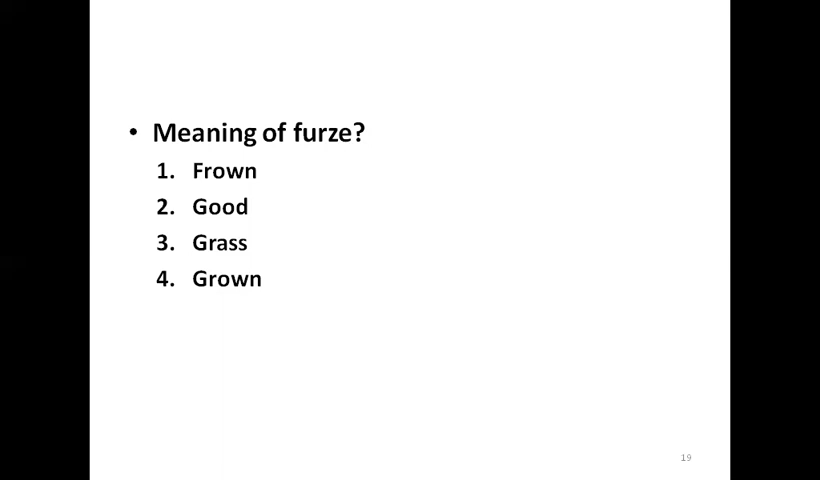 • Meaning of furze?
1. Frown
2. Good
3. Grass
4. Grown
19